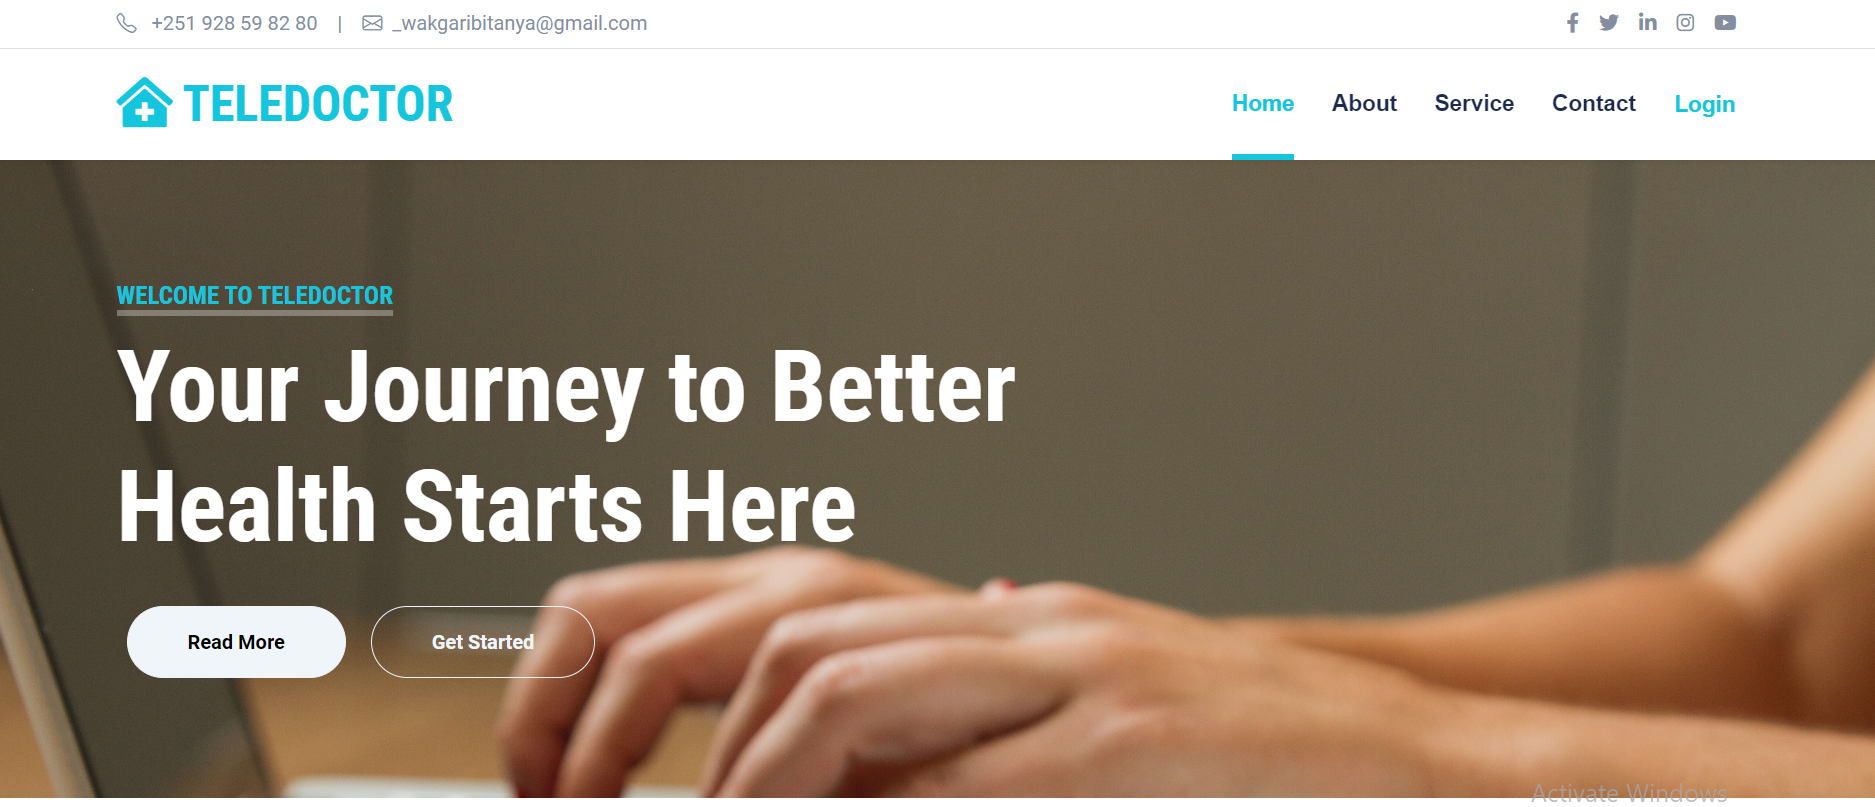 +251 928 59 82 80 | _wakgaribitanya@gmail.com
TELEDOCTOR
Home About Service Contact Login
WELCOME TO TELEDOCTOR
Your Journey to Better
Health Starts Here
Read More Get Started
Activate Windows